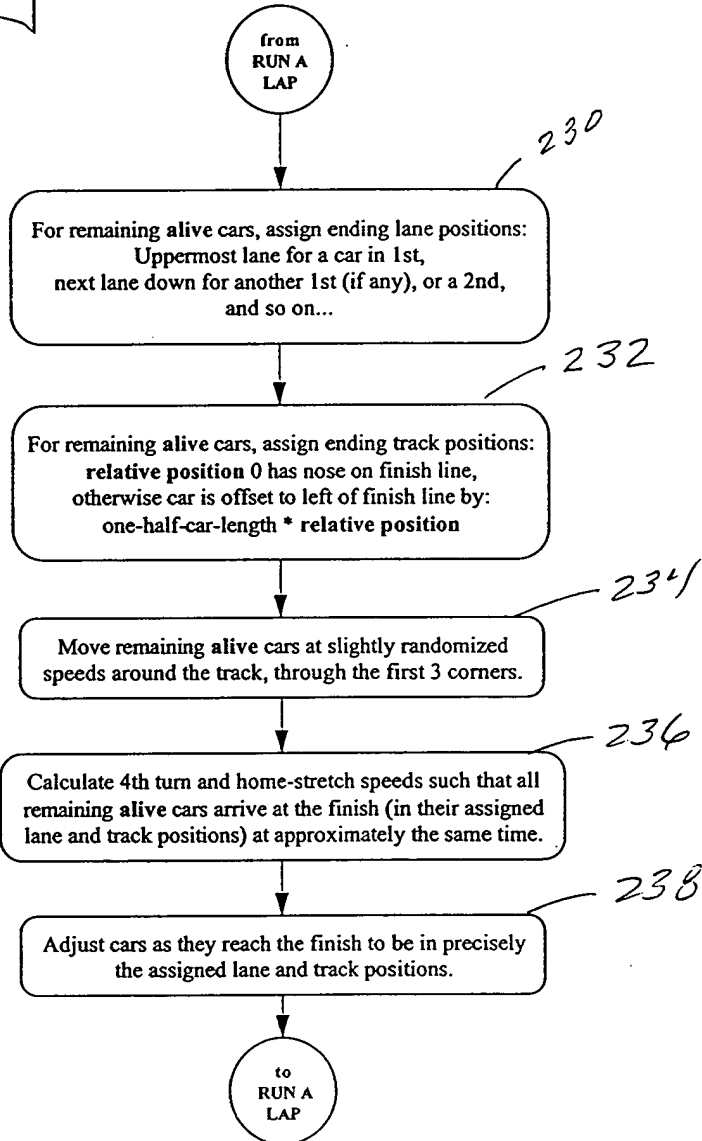 from
RUN A
LAP
230
For remaining alive cars, assign ending lane positions:
Uppermost lane for a car in 1st,
next lane down for another 1st (if any), or a 2nd,
and so on...
232
For remaining alive cars, assign ending track positions:
relative position 0 has nose on finish line,
otherwise car is offset to left of finish line by:
one-half-car-length * relative position
234
Move remaining alive cars at slightly randomized
speeds around the track, through the first 3 corners.
236
Calculate 4th turn and home-stretch speeds such that all
remaining alive cars arrive at the finish (in their assigned
lane and track positions) at approximately the same time.
238
Adjust cars as they reach the finish to be in precisely
the assigned lane and track positions.
to
RUN A
LAP